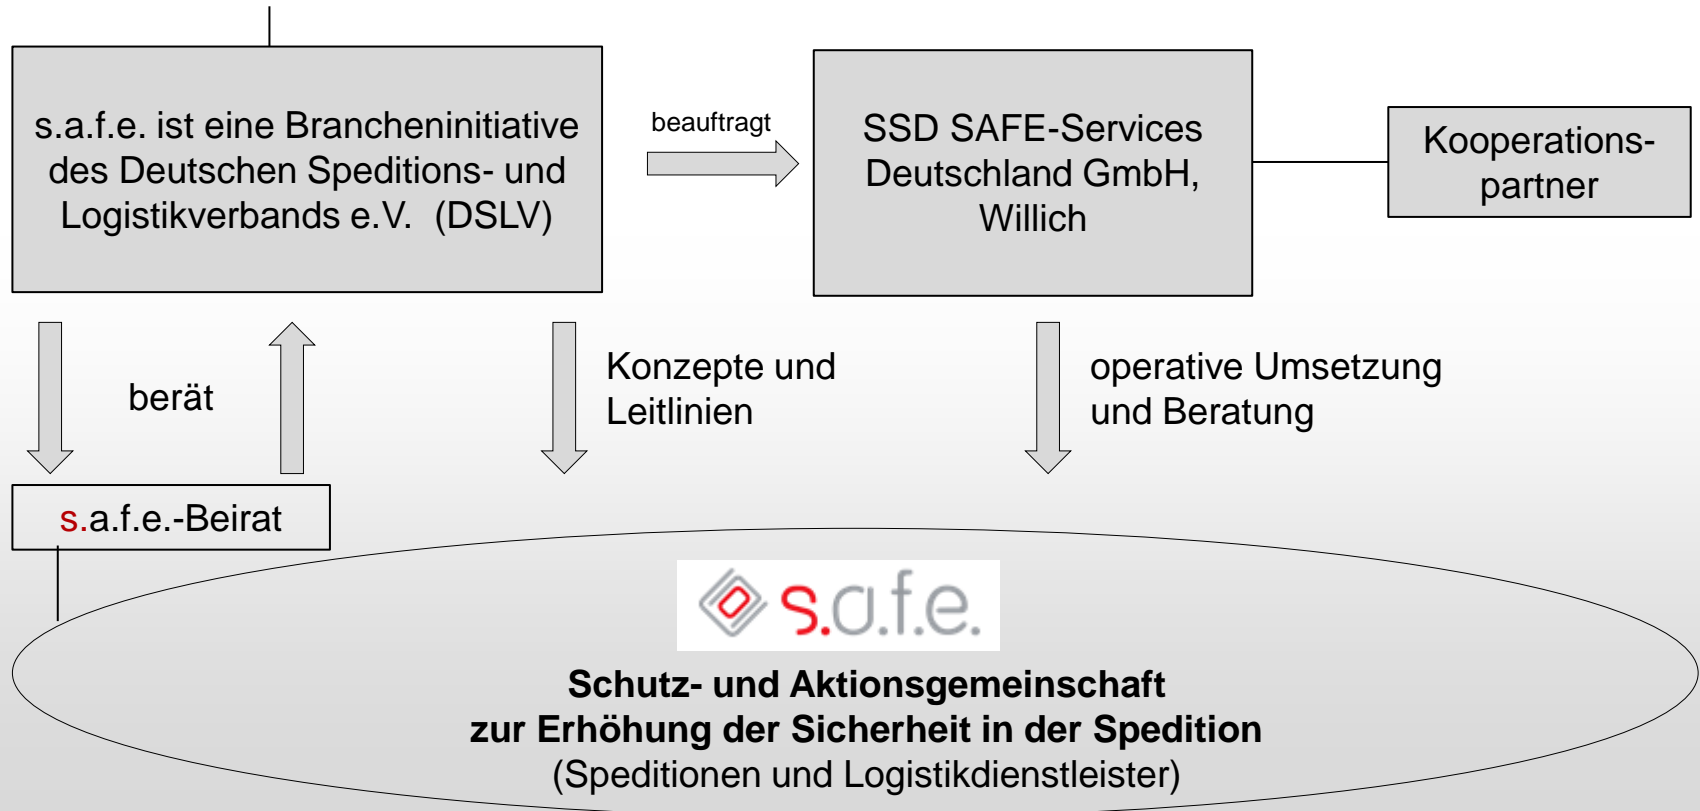 s.a.f.e. ist eine Brancheninitiative
des Deutschen Speditions- und
Logistikverbands e.V. (DSLV)
beauftragt
SSD SAFE-Services
Deutschland GmbH,
Willich
Kooperations-
partner
berät
Konzepte und
Leitlinien
operative Umsetzung
und Beratung
s.a.f.e.-Beirat
s.a.f.e.
Schutz- und Aktionsgemeinschaft
zur Erhöhung der Sicherheit in der Spedition
(Speditionen und Logistikdienstleister)